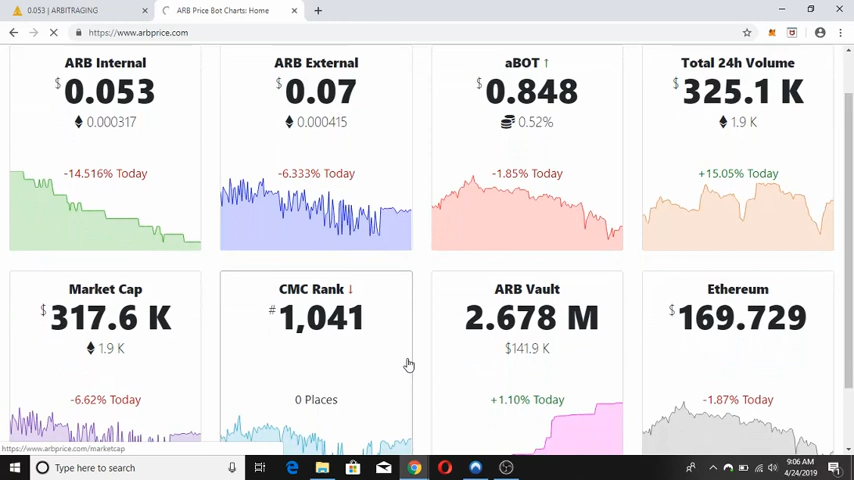 0.053 | ARBITRAGING
ARB Price Bot Charts: Home
https://www.arbprice.com
ARB Internal
$0.053
0.000317
-14.516% Today
ARB External
$0.07
0.000415
-6.333% Today
aBOT ↑
$0.848
0.52%
-1.85% Today
Total 24h Volume
$325.1 K
1.9 K
+15.05% Today
Market Cap
$317.6 K
1.9 K
-6.62% Today
CMC Rank ↓
#1,041
0 Places
ARB Vault
2.678 M
$141.9 K
+1.10% Today
Ethereum
$169.729
-1.87% Today
https://www.arbprice.com/marketcap
Type here to search
9:06 AM
4/24/2019